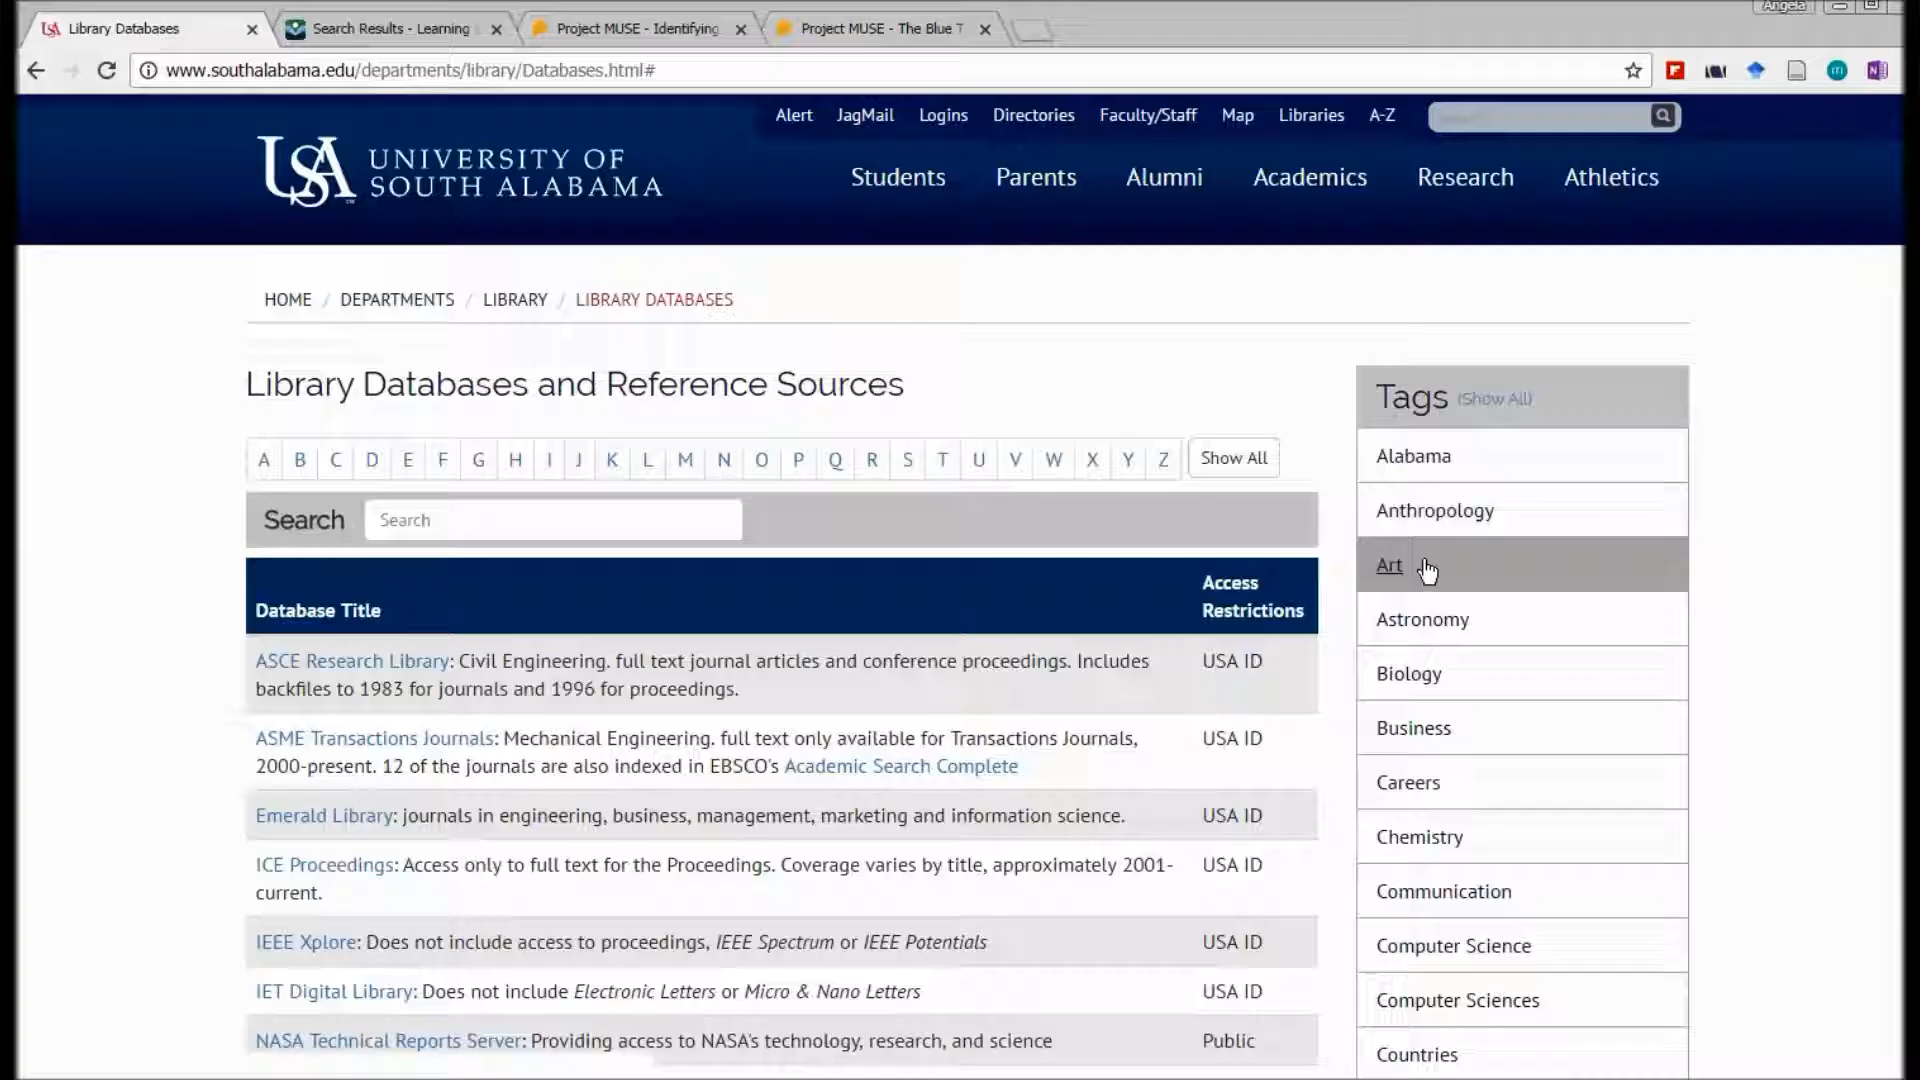 Angela
Library Databases
Search Results - Learning
Project MUSE - Identifying
Project MUSE - The Blue T
www.southalabama.edu/departments/library/Databases.html#
Alert JagMail Logins Directories Faculty/Staff Map Libraries A-Z
USA UNIVERSITY OF
SOUTH ALABAMA
Students Parents Alumni Academics Research Athletics
HOME / DEPARTMENTS / LIBRARY / LIBRARY DATABASES
Library Databases and Reference Sources
A B C D E F G H I J K L M N O P Q R S T U V W X Y Z Show All
Search Search
Database Title
Access
Restrictions
ASCE Research Library: Civil Engineering. full text journal articles and conference proceedings. Includes
backfiles to 1983 for journals and 1996 for proceedings.
USA ID
ASME Transactions Journals: Mechanical Engineering. full text only available for Transactions Journals,
2000-present. 12 of the journals are also indexed in EBSCO's Academic Search Complete
USA ID
Emerald Library: journals in engineering, business, management, marketing and information science.
USA ID
ICE Proceedings: Access only to full text for the Proceedings. Coverage varies by title, approximately 2001-
current.
USA ID
IEEE Xplore: Does not include access to proceedings, IEEE Spectrum or IEEE Potentials
USA ID
IET Digital Library: Does not include Electronic Letters or Micro & Nano Letters
USA ID
NASA Technical Reports Server: Providing access to NASA's technology, research, and science
Public
Tags (Show All)
Alabama
Anthropology
Art
Astronomy
Biology
Business
Careers
Chemistry
Communication
Computer Science
Computer Sciences
Countries